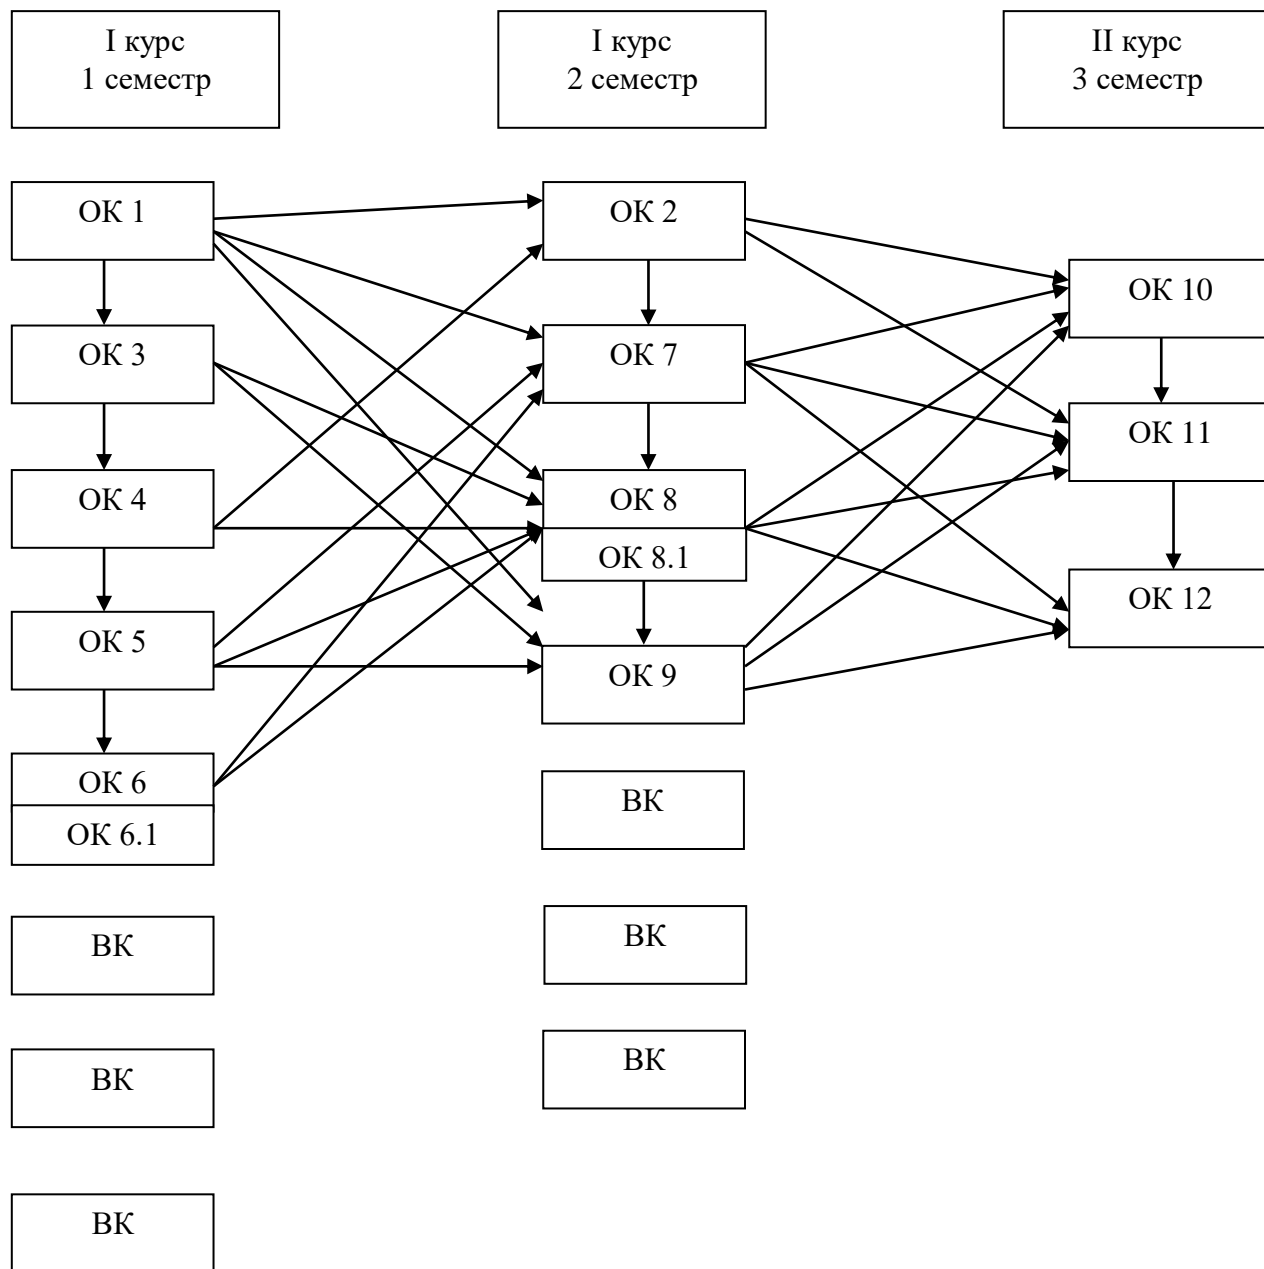 І курс
1 семестр
І курс
2 семестр
ІІ курс
3 семестр
ОК 1
ОК 3
ОК 4
ОК 5
ОК 6
ОК 6.1
ВК
ВК
ВК
ОК 2
ОК 7
ОК 8
ОК 8.1
ОК 9
ВК
ВК
ВК
ОК 10
ОК 11
ОК 12